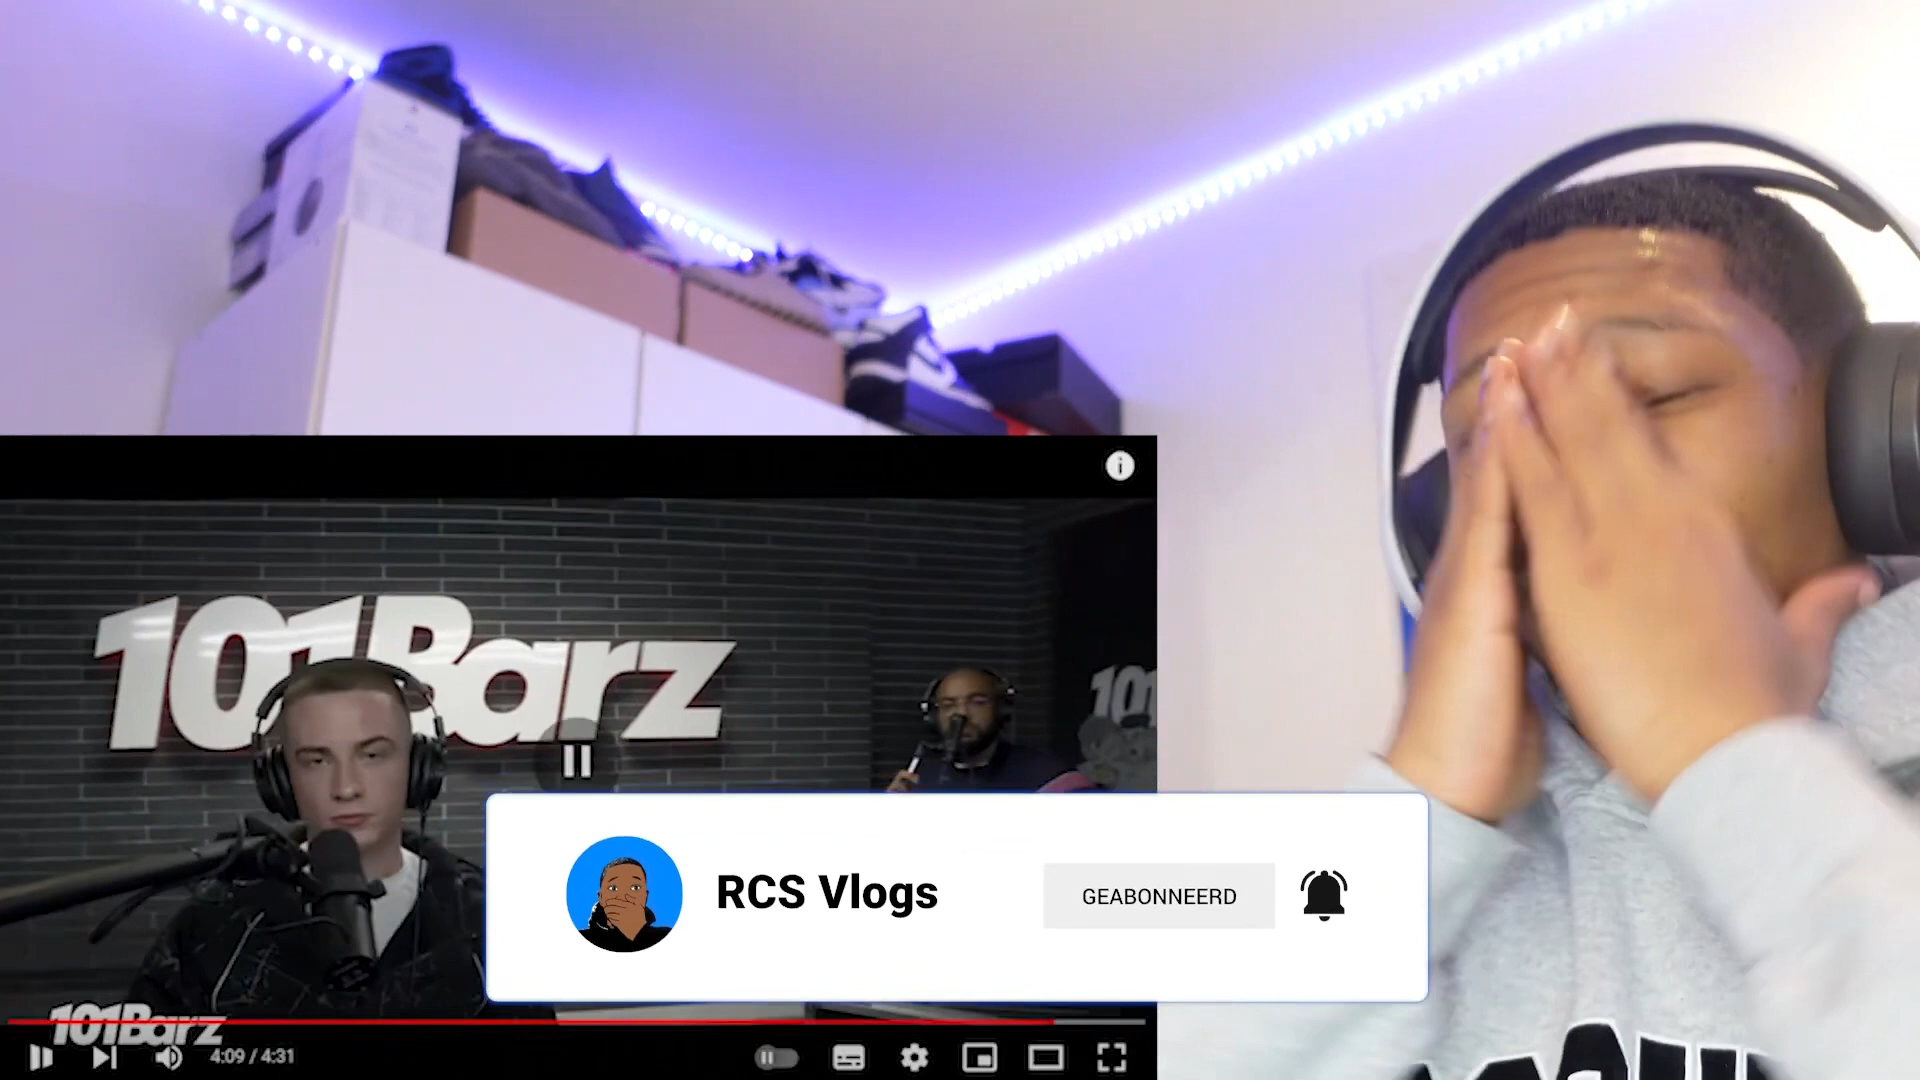 101Barz
101
RCS Vlogs
GEABONNEERD
101Barz
4:09 / 4:31